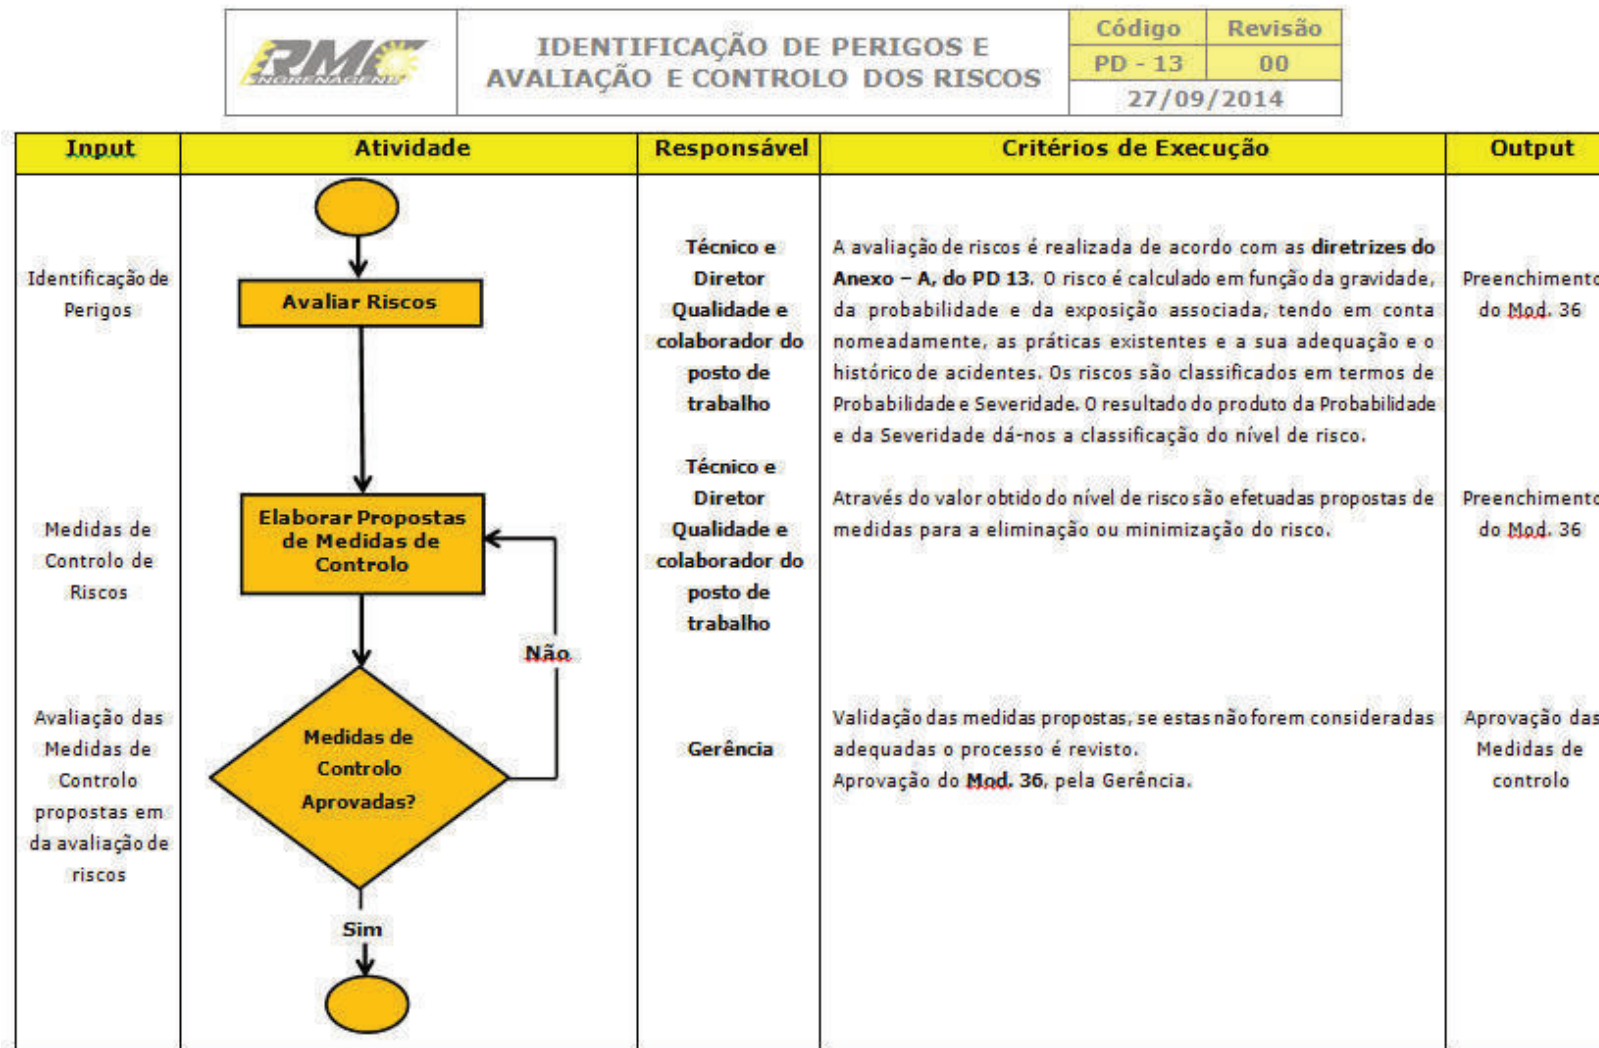 RMG
ENGRENAGENS
IDENTIFICAÇÃO DE PERIGOS E
AVALIAÇÃO E CONTROLO DOS RISCOS
Código Revisão
PD - 13 00
27/09/2014
Input Atividade Responsável Critérios de Execução Output
Identificação de
Perigos
Avaliar Riscos
Técnico e
Diretor
Qualidade e
colaborador do
posto de
trabalho
A avaliação de riscos é realizada de acordo com as diretrizes do
Anexo – A, do PD 13. O risco é calculado em função da gravidade,
da probabilidade e da exposição associada, tendo em conta
nomeadamente, as práticas existentes e a sua adequação e o
histórico de acidentes. Os riscos são classificados em termos de
Probabilidade e Severidade. O resultado do produto da Probabilidade
e da Severidade dá-nos a classificação do nível de risco.
Preenchimento
do Mod. 36
Medidas de
Controlo de
Riscos
Elaborar Propostas
de Medidas de
Controlo
Técnico e
Diretor
Qualidade e
colaborador do
posto de
trabalho
Através do valor obtido do nível de risco são efetuadas propostas de
medidas para a eliminação ou minimização do risco.
Preenchimento
do Mod. 36
Não
Avaliação das
Medidas de
Controlo
propostas em
da avaliação de
riscos
Medidas de
Controlo
Aprovadas?
Gerência
Validação das medidas propostas, se estas não forem consideradas
adequadas o processo é revisto.
Aprovação do Mod. 36, pela Gerência.
Aprovação das
Medidas de
controlo
Sim